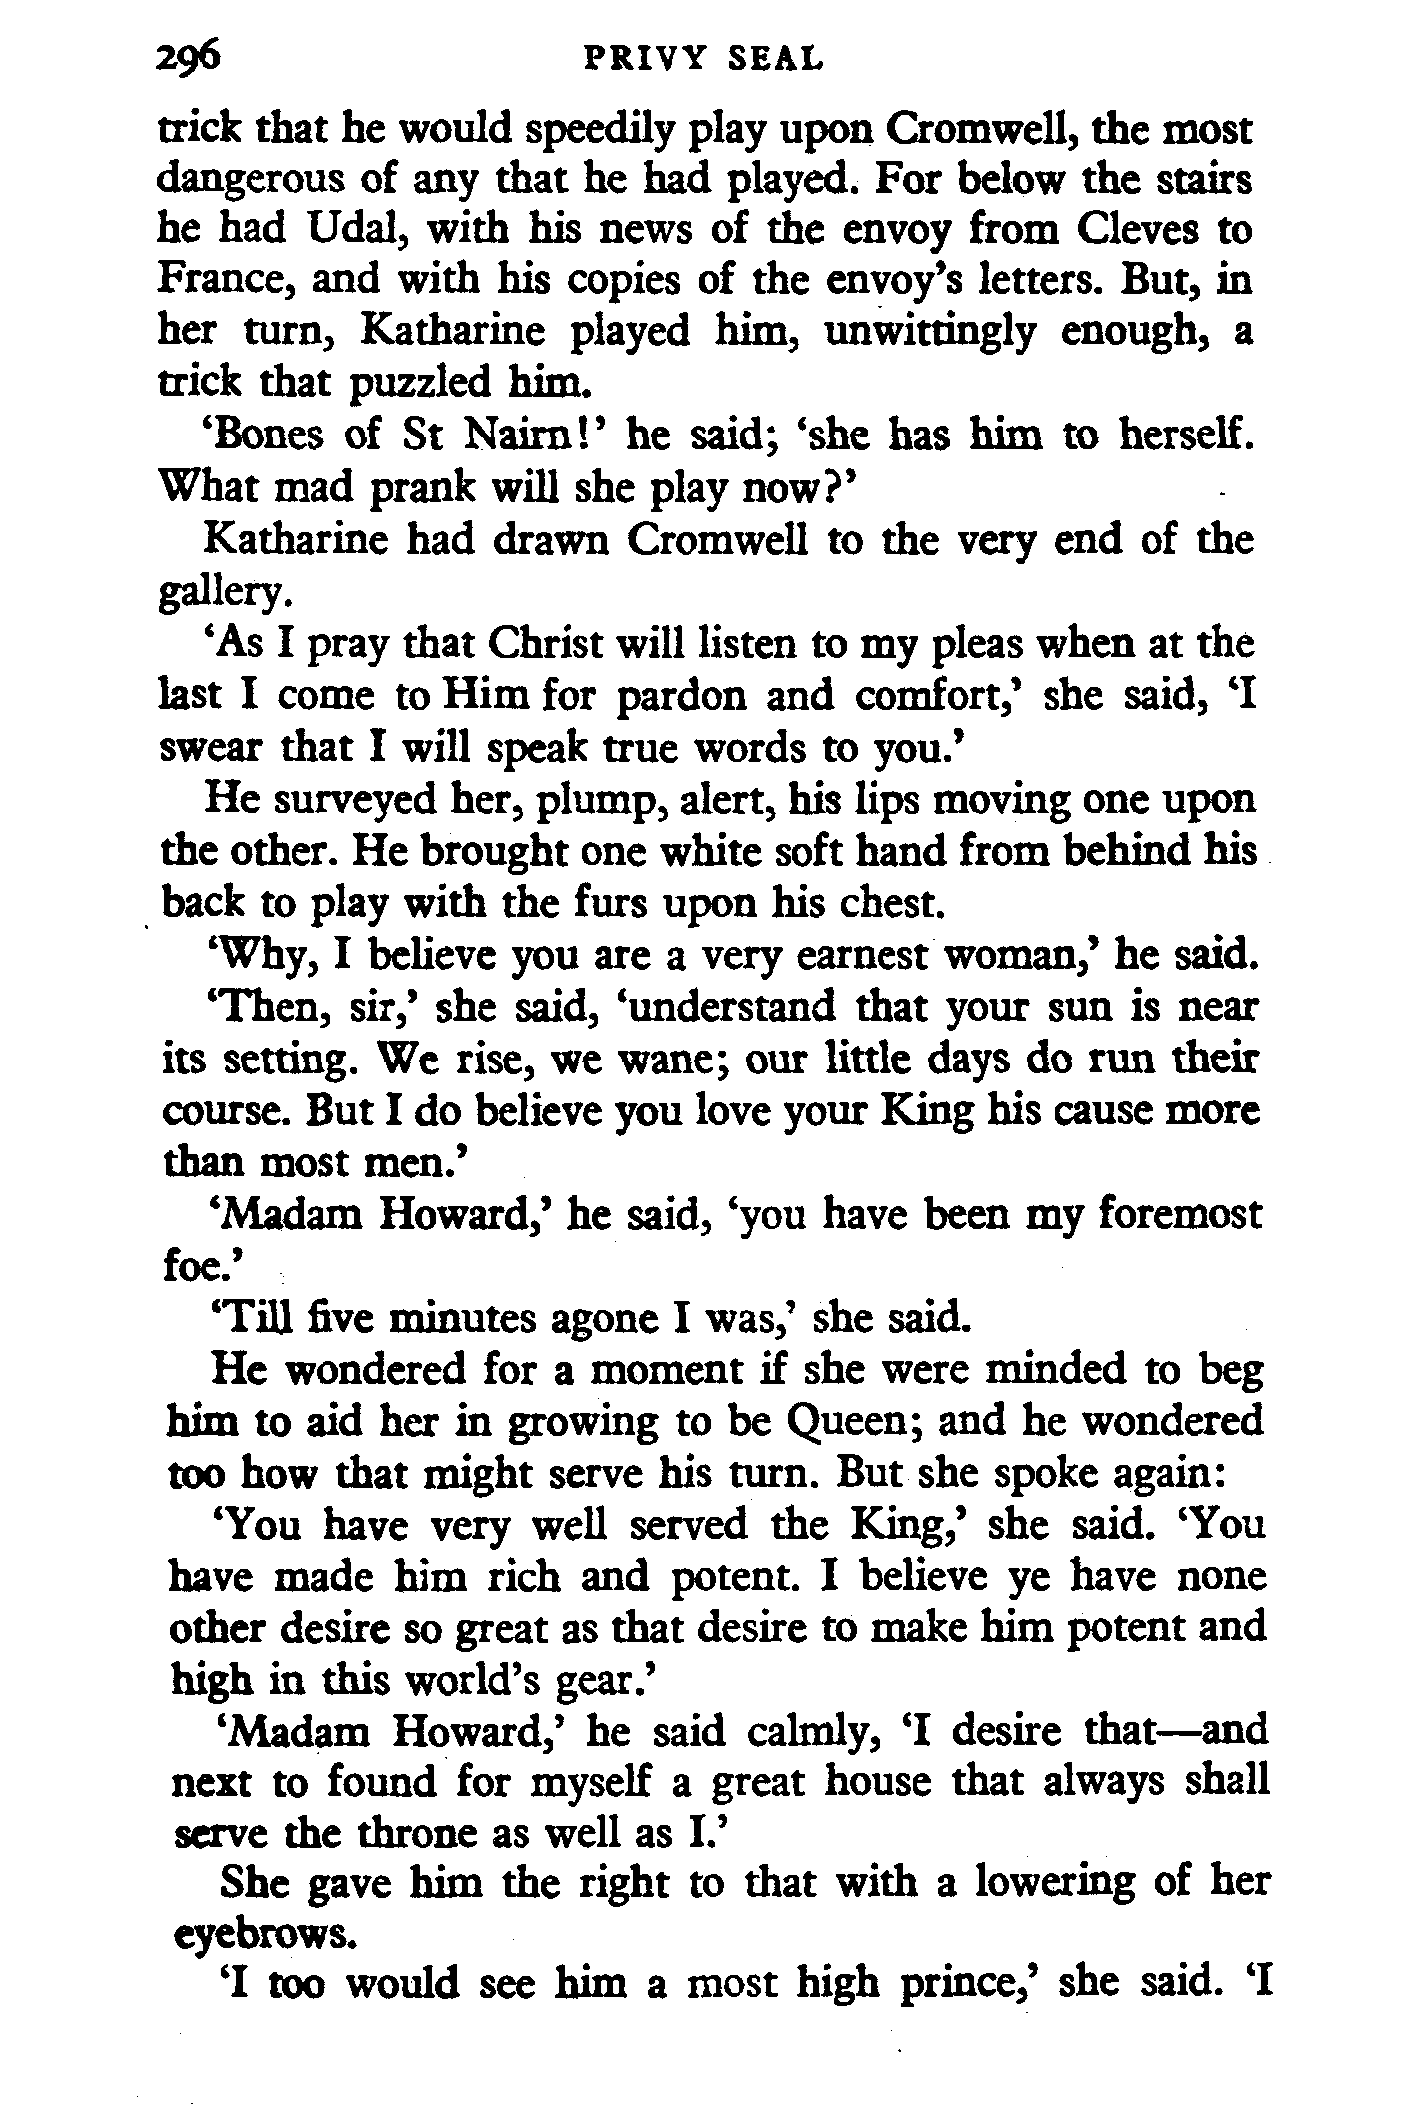 296 PRIVY SEAL
trick that he would speedily play upon Cromwell, the most
dangerous of any that he had played. For below the stairs
he had Udal, with his news of the envoy from Cleves to
France, and with his copies of the envoy's letters. But, in
her turn, Katharine played him, unwittingly enough, a
trick that puzzled him.
‘Bones of St Nairn!’ he said; ‘she has him to herself.
What mad prank will she play now?’
Katharine had drawn Cromwell to the very end of the
gallery.
‘As I pray that Christ will listen to my pleas when at the
last I come to Him for pardon and comfort,’ she said, ‘I
swear that I will speak true words to you.’
He surveyed her, plump, alert, his lips moving one upon
the other. He brought one white soft hand from behind his
back to play with the furs upon his chest.
‘Why, I believe you are a very earnest woman,’ he said.
‘Then, sir,’ she said, ‘understand that your sun is near
its setting. We rise, we wane; our little days do run their
course. But I do believe you love your King his cause more
than most men.’
‘Madam Howard,’ he said, ‘you have been my foremost
foe.’
‘Till five minutes agone I was,’ she said.
He wondered for a moment if she were minded to beg
him to aid her in growing to be Queen; and he wondered
too how that might serve his turn. But she spoke again:
‘You have very well served the King,’ she said. ‘You
have made him rich and potent. I believe ye have none
other desire so great as that desire to make him potent and
high in this world's gear.’
‘Madam Howard,’ he said calmly, ‘I desire that—and
next to found for myself a great house that always shall
serve the throne as well as I.’
She gave him the right to that with a lowering of her
eyebrows.
‘I too would see him a most high prince,’ she said. ‘I